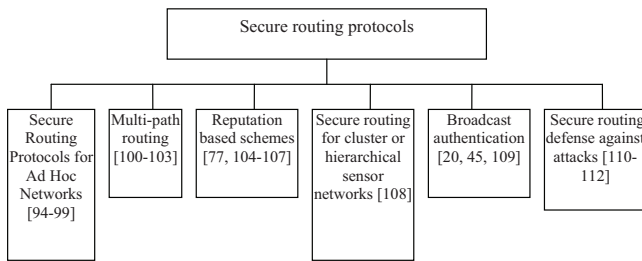 Secure routing protocols
Secure
Routing
Protocols for
Ad Hoc
Networks
[94-99]
Multi-path
routing
[100-103]
Reputation
based schemes
[77, 104-107]
Secure routing
for cluster or
hierarchical
sensor
networks [108]
Broadcast
authentication
[20, 45, 109]
Secure routing
defense against
attacks [110-
112]